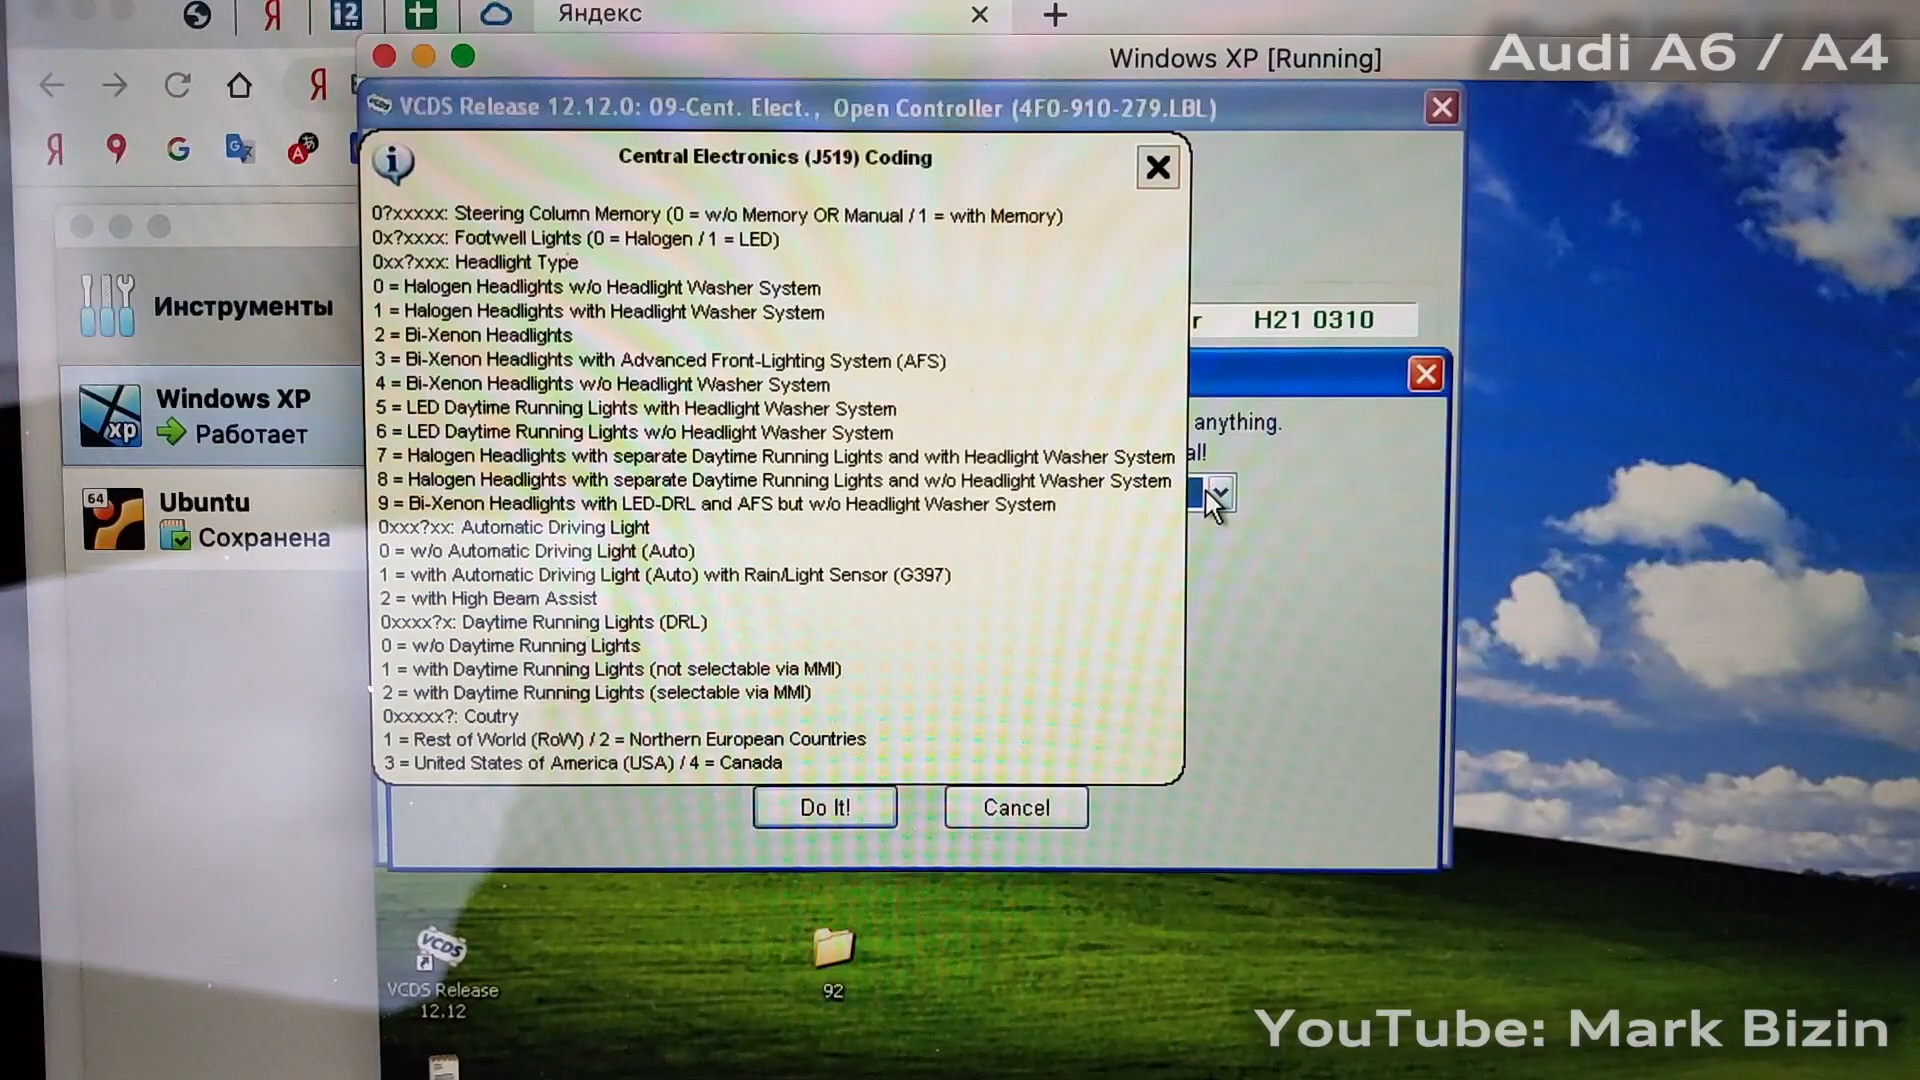 Яндекс
Windows XP [Running]
Audi A6 / A4
VCDS Release 12.12.0: 09-Cent. Elect., Open Controller (4F0-910-279.LBL)
Central Electronics (J519) Coding
0?xxxxx: Steering Column Memory (0 = w/o Memory OR Manual / 1 = with Memory)
0x?xxxx: Footwell Lights (0 = Halogen / 1 = LED)
0xx?xxx: Headlight Type
0 = Halogen Headlights w/o Headlight Washer System
1 = Halogen Headlights with Headlight Washer System
2 = Bi-Xenon Headlights
3 = Bi-Xenon Headlights with Advanced Front-Lighting System (AFS)
4 = Bi-Xenon Headlights w/o Headlight Washer System
5 = LED Daytime Running Lights with Headlight Washer System
6 = LED Daytime Running Lights w/o Headlight Washer System
7 = Halogen Headlights with separate Daytime Running Lights and with Headlight Washer System
8 = Halogen Headlights with separate Daytime Running Lights and w/o Headlight Washer System
9 = Bi-Xenon Headlights with LED-DRL and AFS but w/o Headlight Washer System
0xxx?xx: Automatic Driving Light
0 = w/o Automatic Driving Light (Auto)
1 = with Automatic Driving Light (Auto) with Rain/Light Sensor (G397)
2 = with High Beam Assist
0xxxx?x: Daytime Running Lights (DRL)
0 = w/o Daytime Running Lights
1 = with Daytime Running Lights (not selectable via MMI)
2 = with Daytime Running Lights (selectable via MMI)
0xxxxx?: Coutry
1 = Rest of World (RoW) / 2 = Northern European Countries
3 = United States of America (USA) / 4 = Canada
H21 0310
anything.
Do It!
Cancel
Инструменты
Windows XP
xp
Работает
64
Ubuntu
Сохранена
VCDS
VCDS Release
12.12
92
YouTube: Mark Bizin